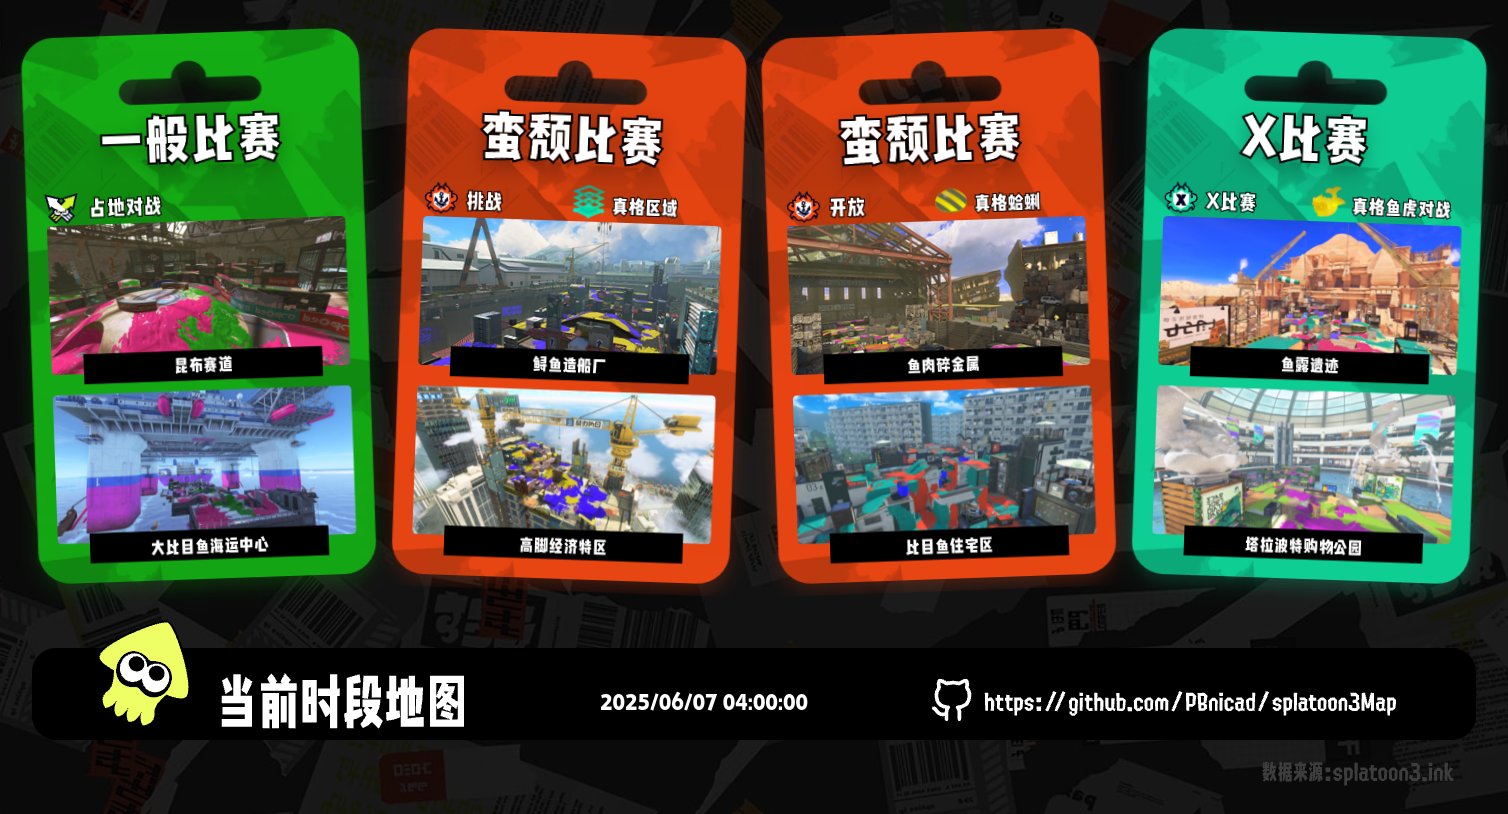 一般比赛
占地对战
昆布赛道
大比目鱼海运中心
蛮颓比赛
挑战
真格区域
鲟鱼造船厂
高脚经济特区
蛮颓比赛
开放
真格蛤蜊
鱼肉碎金属
比目鱼住宅区
X比赛
X比赛
真格鱼虎对战
鱼露遗迹
塔拉波特购物公园
当前时段地图
2025/06/07 04:00:00
https://github.com/PBnicad/splatoon3Map
数据来源:splatoon3.ink